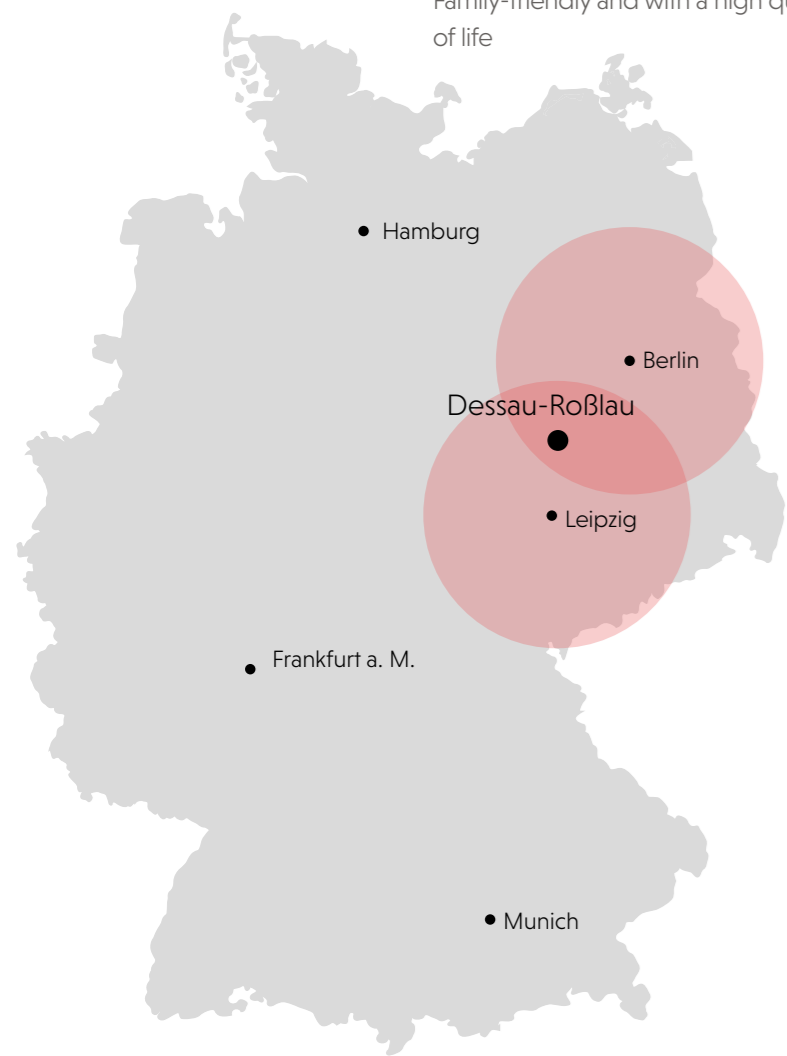 Family-friendly and with a high
of life
Hamburg
Berlin
Dessau-Roßlau
Leipzig
Frankfurt a. M.
Munich